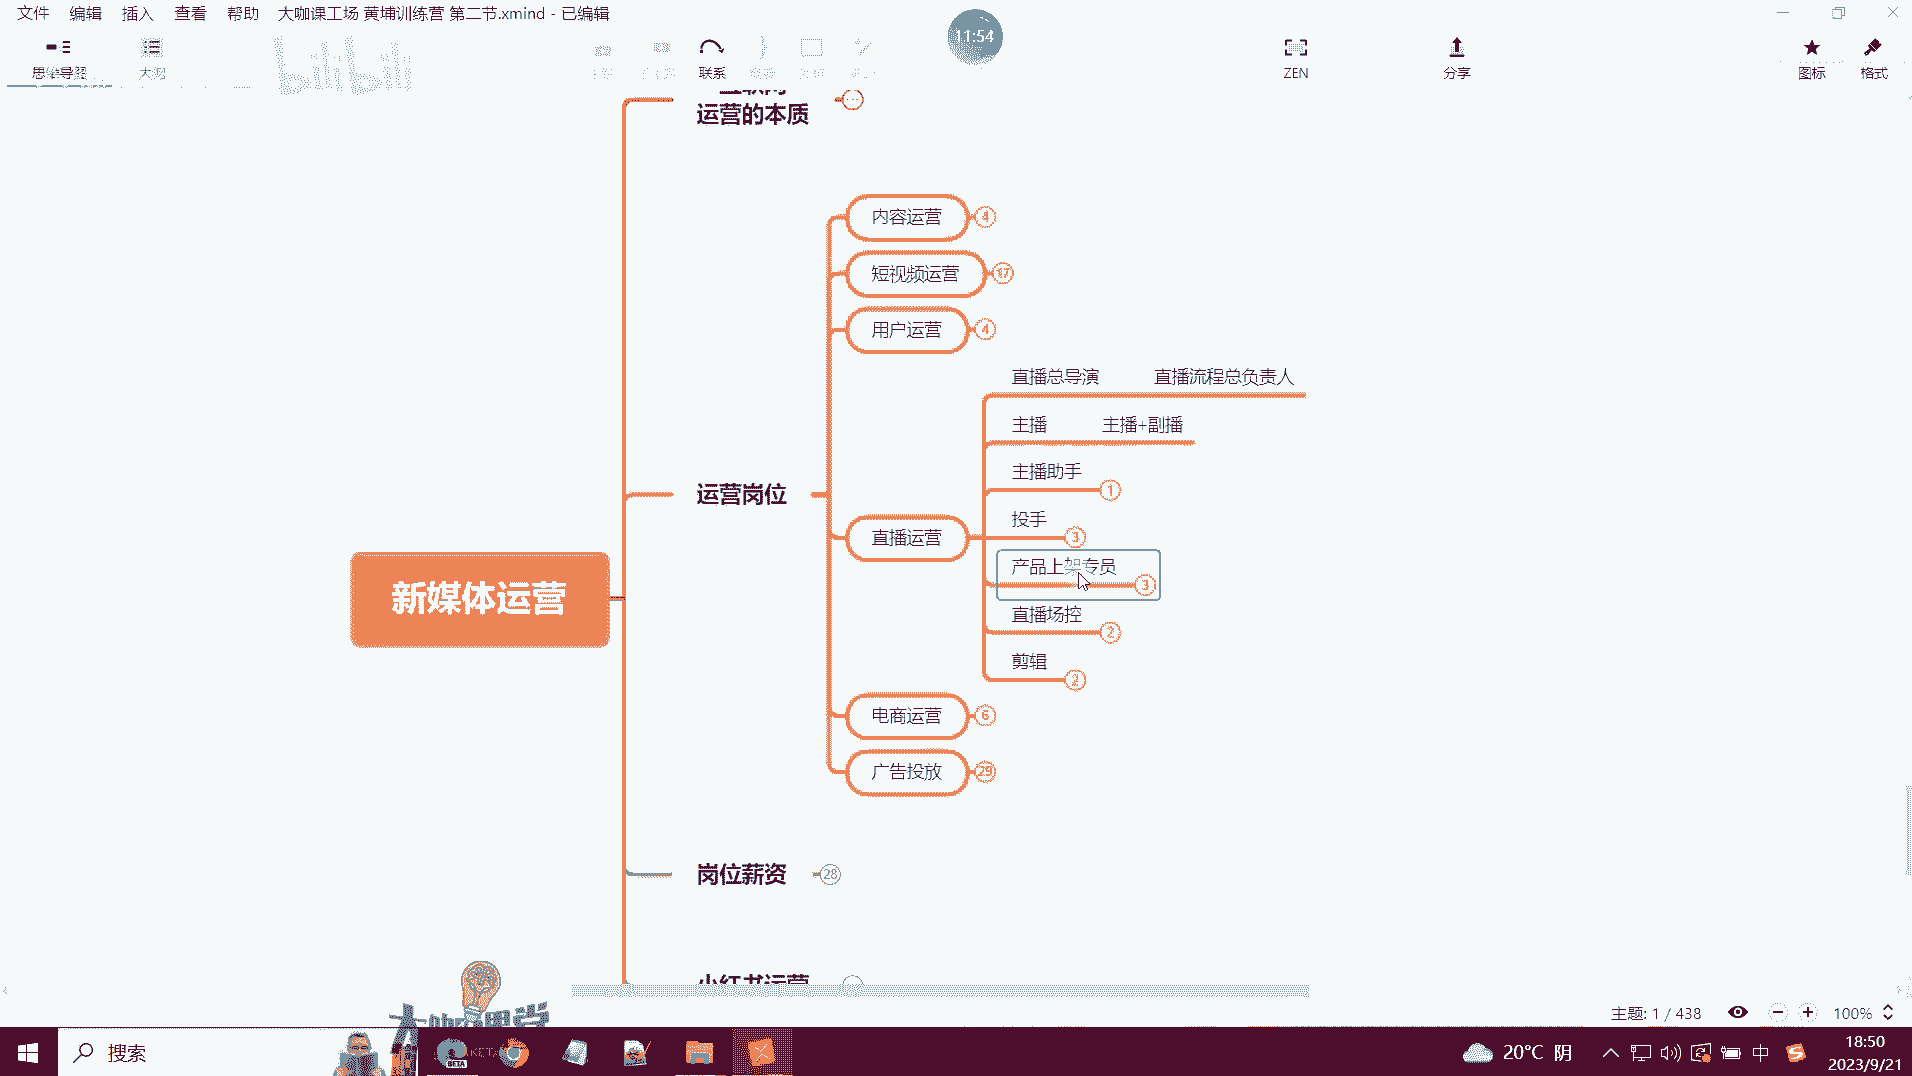 文件 编辑 插入 查看 帮助 大咖课工场 黄埔训练营 第二节.xmind - 已编辑
11:54
思维导图 大纲 联系 ZEN 分享 图标 格式
bilibili
运营的本质
内容运营 4
短视频运营 17
用户运营 4
直播总导演 直播流程总负责人
主播 主播+副播
主播助手 1
运营岗位
投手 3
直播运营
产品上架专员 3
新媒体运营
直播场控 2
剪辑 2
电商运营 6
广告投放 29
岗位薪资 28
小红书运营
主题: 1 / 438 100%
搜索
BETA
20°C 阴
中
18:50
2023/9/21